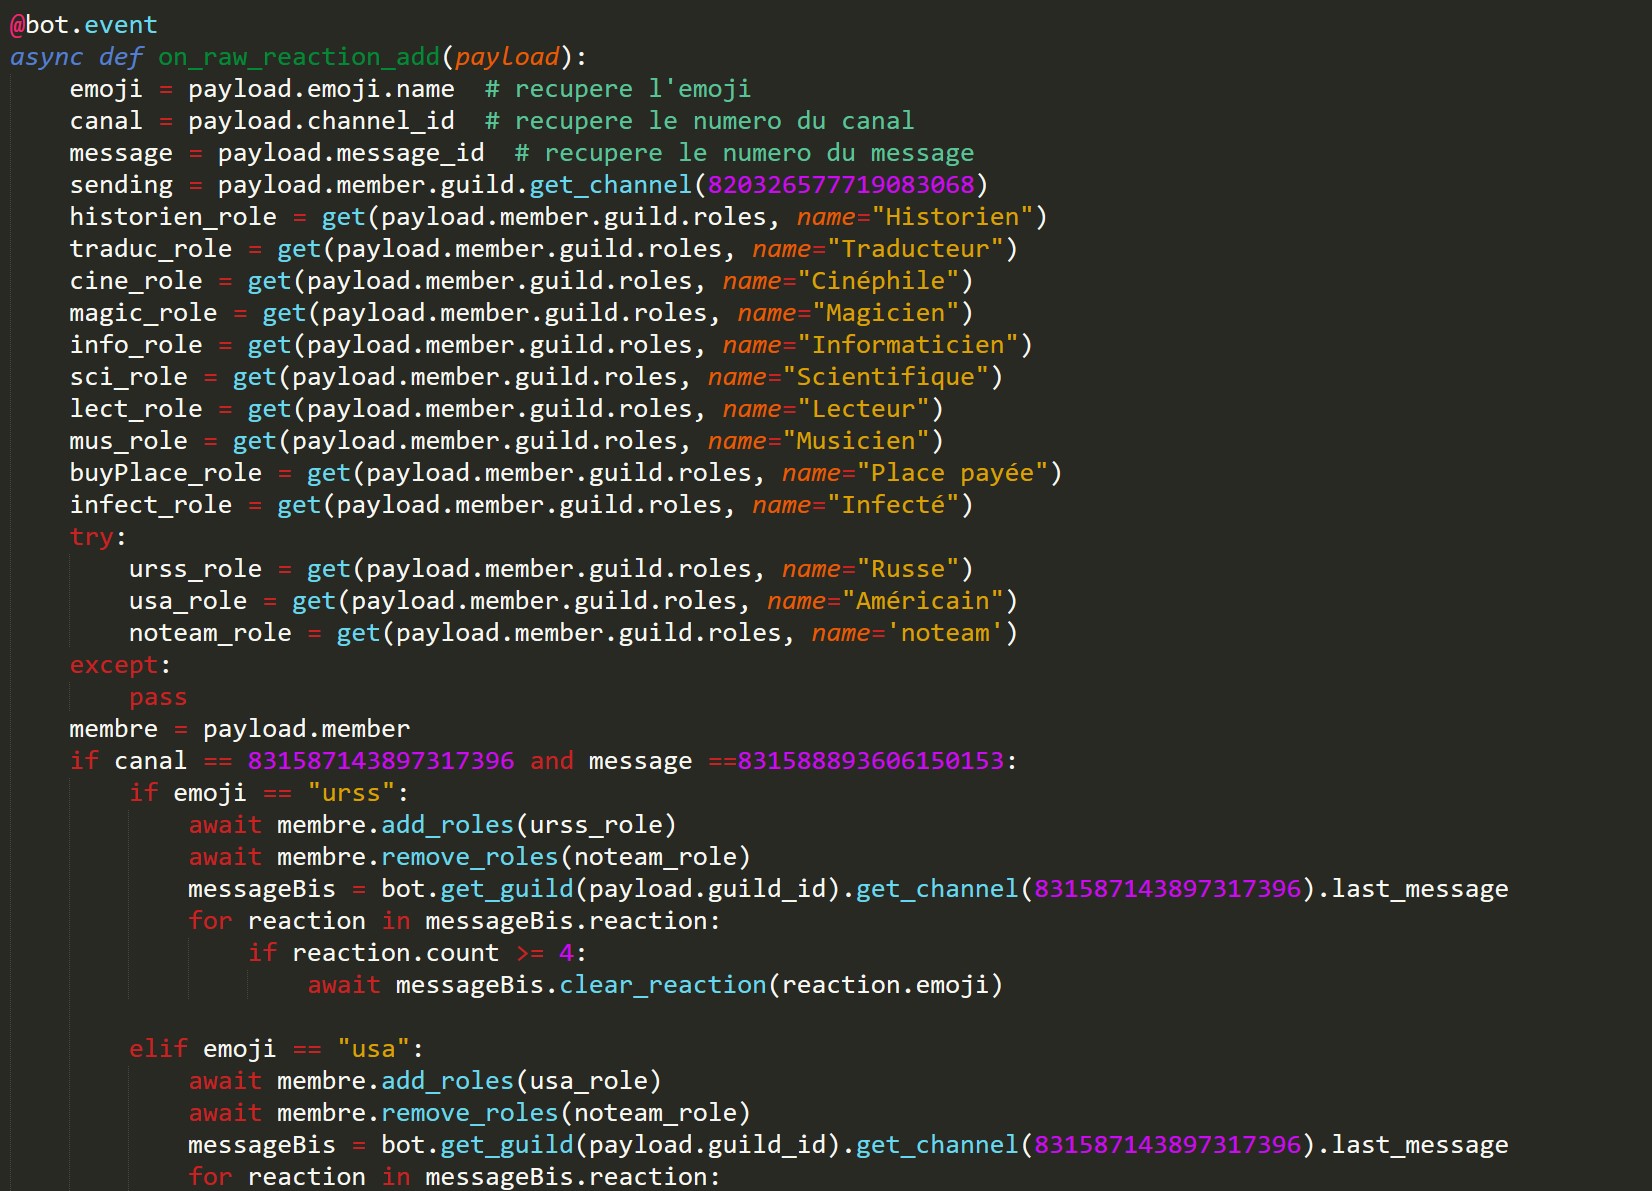 @bot.event
async def on_raw_reaction_add(payload):
    emoji = payload.emoji.name  # recupere l'emoji
    canal = payload.channel_id  # recupere le numero du canal
    message = payload.message_id  # recupere le numero du message
    sending = payload.member.guild.get_channel(820326577719083068)
    historien_role = get(payload.member.guild.roles, name="Historien")
    traduc_role = get(payload.member.guild.roles, name="Traducteur")
    cine_role = get(payload.member.guild.roles, name="Cinéphile")
    magic_role = get(payload.member.guild.roles, name="Magicien")
    info_role = get(payload.member.guild.roles, name="Informaticien")
    sci_role = get(payload.member.guild.roles, name="Scientifique")
    lect_role = get(payload.member.guild.roles, name="Lecteur")
    mus_role = get(payload.member.guild.roles, name="Musicien")
    buyPlace_role = get(payload.member.guild.roles, name="Place payée")
    infect_role = get(payload.member.guild.roles, name="Infecté")
    try:
        urss_role = get(payload.member.guild.roles, name="Russe")
        usa_role = get(payload.member.guild.roles, name="Américain")
        noteam_role = get(payload.member.guild.roles, name='noteam')
    except:
        pass
    membre = payload.member
    if canal == 831587143897317396 and message ==831588893606150153:
        if emoji == "urss":
            await membre.add_roles(urss_role)
            await membre.remove_roles(noteam_role)
            messageBis = bot.get_guild(payload.guild_id).get_channel(831587143897317396).last_message
            for reaction in messageBis.reaction:
                if reaction.count >= 4:
                    await messageBis.clear_reaction(reaction.emoji)
        elif emoji == "usa":
            await membre.add_roles(usa_role)
            await membre.remove_roles(noteam_role)
            messageBis = bot.get_guild(payload.guild_id).get_channel(831587143897317396).last_message
            for reaction in messageBis.reaction: